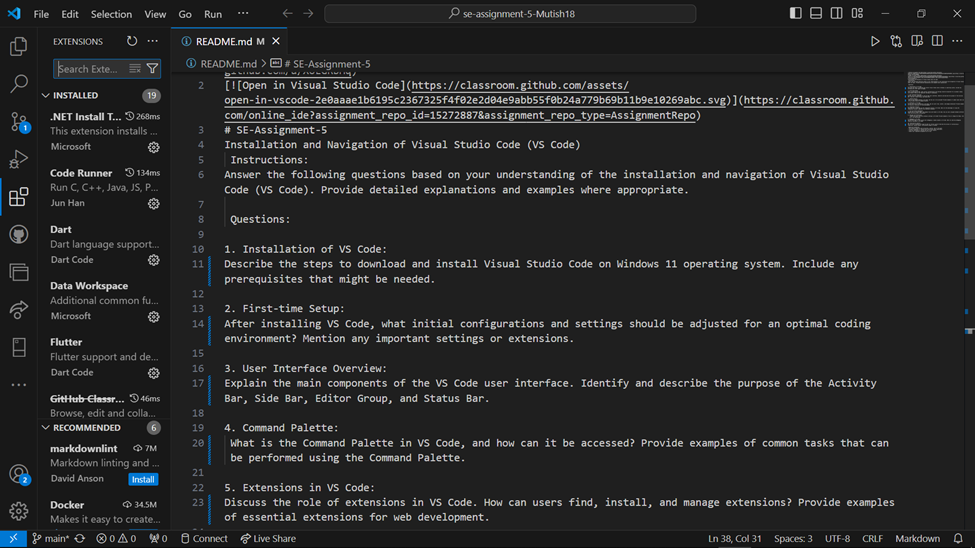 File Edit Selection View Go Run ··· se-assignment-5-Mutish18
EXTENSIONS
Search Exte...
INSTALLED 19
.NET Install T... 268ms
This extension installs ...
Microsoft
Code Runner 134ms
Run C, C++, Java, JS, P...
Jun Han
Dart
Dart language support...
Dart Code
Data Workspace
Additional common fu...
Microsoft
Flutter
Flutter support and de...
Dart Code
GitHub Classr... 46ms
Browse, edit and colla...
RECOMMENDED 6
markdownlint 7M
Markdown linting and ...
David Anson Install
Docker 34.5M
Makes it easy to create...
1
2
README.md M
README.md > # SE-Assignment-5
2 [![Open in Visual Studio Code](https://classroom.github.com/assets/
open-in-vscode-2e0aaae1b6195c2367325f4f02e2d04e9abb55f0b24a779b69b11b9e10269abc.svg)](https://classroom.github.
com/online_ide?assignment_repo_id=15272887&assignment_repo_type=AssignmentRepo)
3 # SE-Assignment-5
4 Installation and Navigation of Visual Studio Code (VS Code)
5 Instructions:
6 Answer the following questions based on your understanding of the installation and navigation of Visual Studio
Code (VS Code). Provide detailed explanations and examples where appropriate.
7
8 Questions:
9
10 1. Installation of VS Code:
11 Describe the steps to download and install Visual Studio Code on Windows 11 operating system. Include any
prerequisites that might be needed.
12
13 2. First-time Setup:
14 After installing VS Code, what initial configurations and settings should be adjusted for an optimal coding
environment? Mention any important settings or extensions.
15
16 3. User Interface Overview:
17 Explain the main components of the VS Code user interface. Identify and describe the purpose of the Activity
Bar, Side Bar, Editor Group, and Status Bar.
18
19 4. Command Palette:
20 What is the Command Palette in VS Code, and how can it be accessed? Provide examples of common tasks that can
be performed using the Command Palette.
21
22 5. Extensions in VS Code:
23 Discuss the role of extensions in VS Code. How can users find, install, and manage extensions? Provide examples
of essential extensions for web development.
main* 0 0 0 Connect Live Share Ln 38, Col 31 Spaces: 3 UTF-8 CRLF Markdown